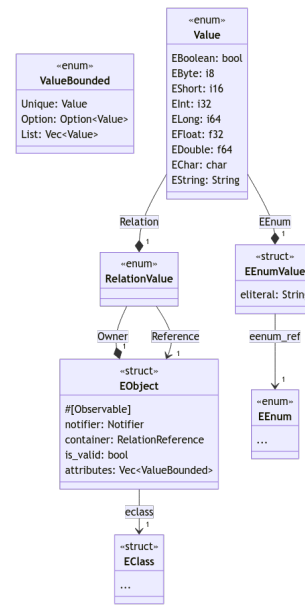 «enum»
Value
EBoolean: bool
EByte: i8
EShort: i16
EInt: i32
ELong: i64
EFloat: f32
EDouble: f64
EChar: char
EString: String
«enum»
ValueBounded
Unique: Value
Option: Option<Value>
List: Vec<Value>
Relation
EEnum
1
1
«enum»
RelationValue
«struct»
EEnumValue
eliteral: Strin
Owner
Reference
eenum_ref
1
1
1
«struct»
EObject
#[Observable]
notifier: Notifier
container: RelationReference
is_valid: bool
attributes: Vec<ValueBounded>
«enum»
EEnum
...
eclass
1
«struct»
EClass
...